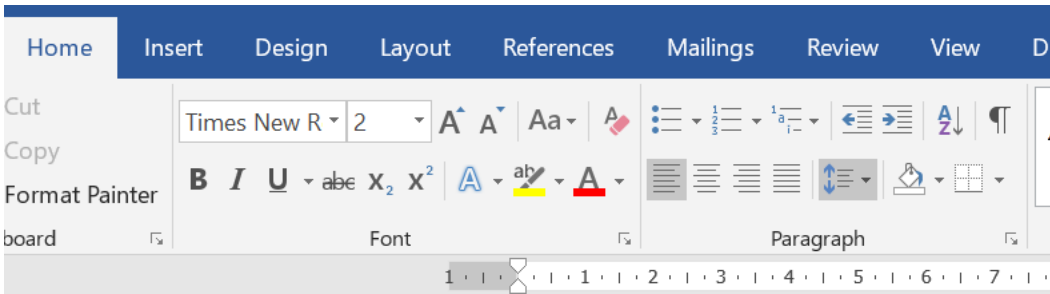 Home Insert Design Layout References Mailings Review View D
Cut
Times New R 2 Aa
Copy
B I U abc X2 X2 A ab A
Format Painter
board Font Paragraph
1 1 2 3 4 5 6 7